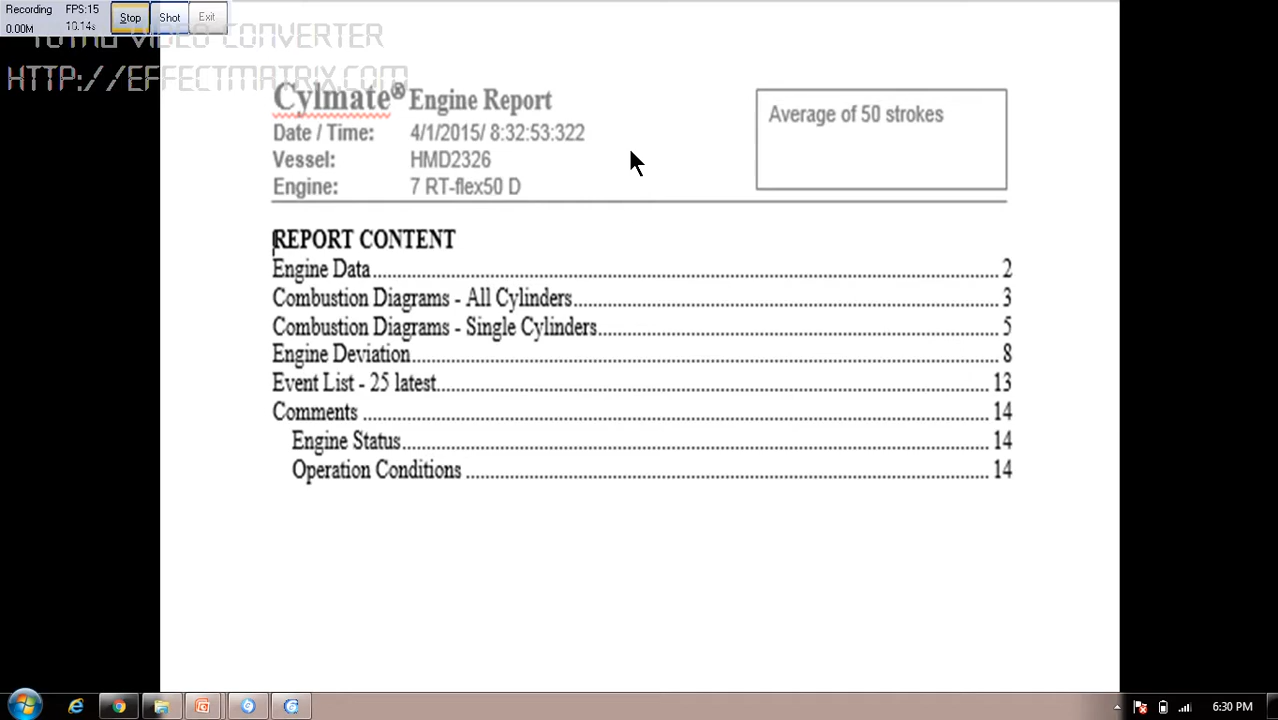 Recording FPS:15
0.00M 10.14s
Stop Shot Exit
TOTAL VIDEO CONVERTER
HTTP://EFFECTMATRIX.COM
Cylmate® Engine Report
Average of 50 strokes
Date / Time: 4/1/2015/ 8:32:53:322
Vessel: HMD2326
Engine: 7 RT-flex50 D
REPORT CONTENT
Engine Data 2
Combustion Diagrams - All Cylinders 3
Combustion Diagrams - Single Cylinders 5
Engine Deviation 8
Event List - 25 latest 13
Comments 14
Engine Status 14
Operation Conditions 14
6:30 PM